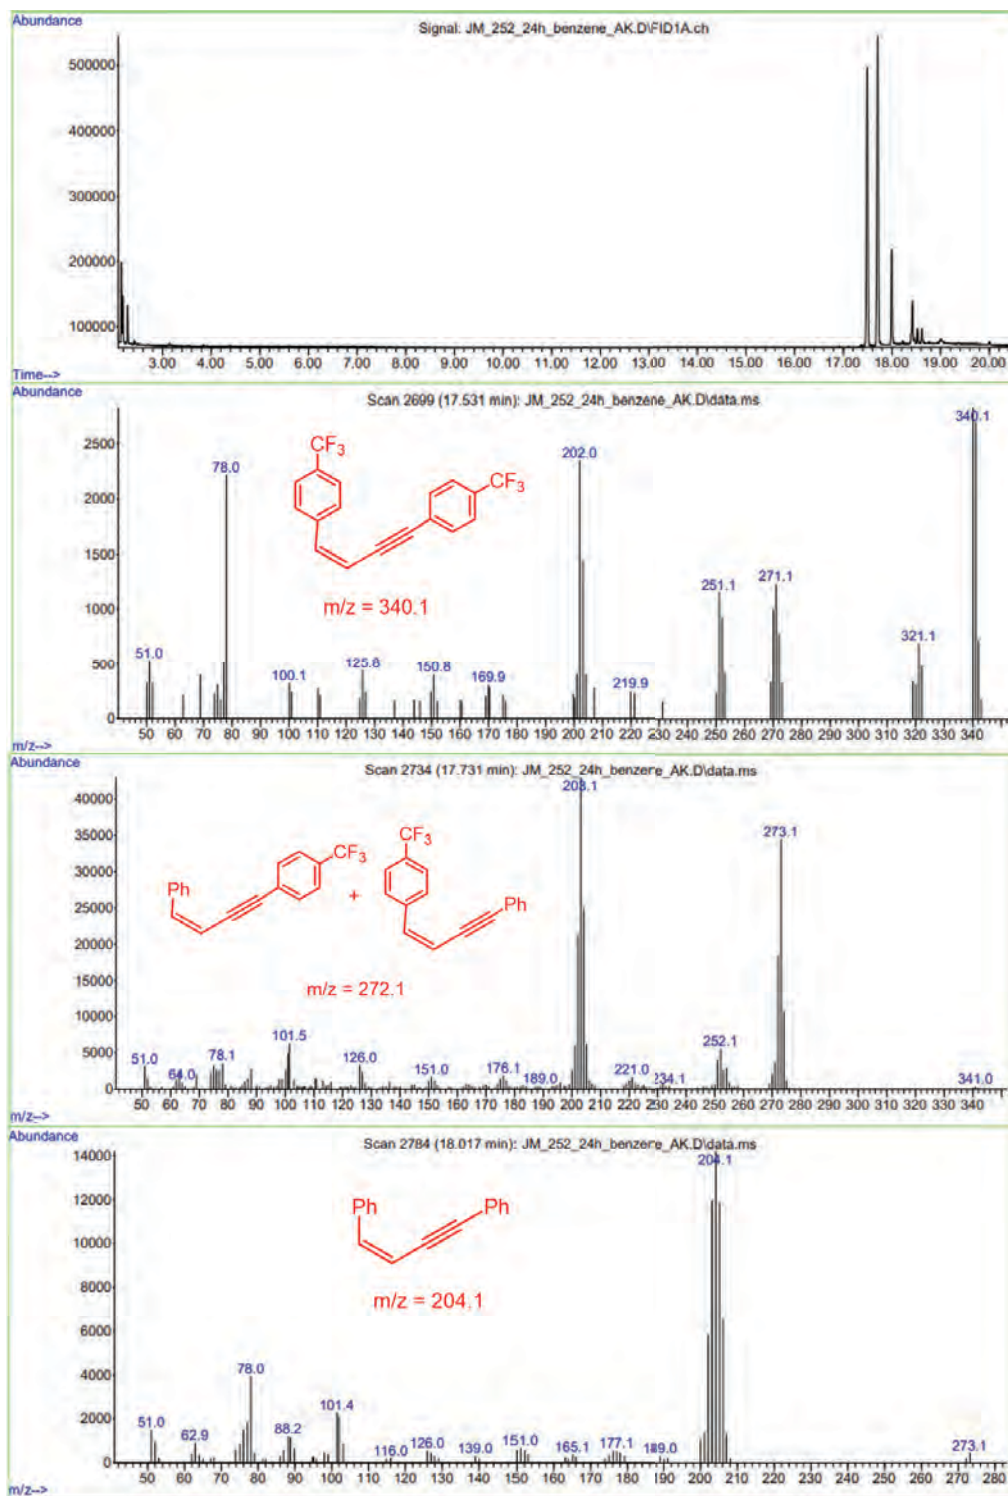 Abundance
Signal: JM_252_24h_benzene_AK.D\FID1A.ch
500000
400000
300000
200000
100000
3.00 4.00 5.00 6.00 7.00 8.00 9.00 10.00 11.00 12.00 13.00 14.00 15.00 16.00 17.00 18.00 19.00 20.00
Time-->
Abundance
Scan 2699 (17.531 min): JM_252_24h_benzene_AK.D\data.ms
340.1
2500
2000
1500
1000
500
0
CF3
CF3
m/z = 340.1
51.0 78.0 100.1 125.8 150.8 169.9 202.0 219.9 251.1 271.1 321.1
50 60 70 80 90 100 110 120 130 140 150 160 170 180 190 200 210 220 230 240 250 260 270 280 290 300 310 320 330 340
m/z-->
Abundance
Scan 2734 (17.731 min): JM_252_24h_benzene_AK.D\data.ms
203.1
40000
35000
30000
25000
20000
15000
10000
5000
0
273.1
CF3
CF3
Ph
+
Ph
m/z = 272.1
51.0 64.0 78.1 101.5 126.0 151.0 176.1 189.0 221.0 234.1 252.1 341.0
50 60 70 80 90 100 110 120 130 140 150 160 170 180 190 200 210 220 230 240 250 260 270 280 290 300 310 320 330 340
m/z-->
Abundance
Scan 2784 (18.017 min): JM_252_24h_benzene_AK.D\data.ms
204.1
14000
12000
10000
8000
6000
4000
2000
0
Ph
Ph
m/z = 204.1
51.0 62.9 78.0 88.2 101.4 116.0 126.0 139.0 151.0 165.1 177.1 189.0 273.1
50 60 70 80 90 100 110 120 130 140 150 160 170 180 190 200 210 220 230 240 250 260 270 280
m/z-->